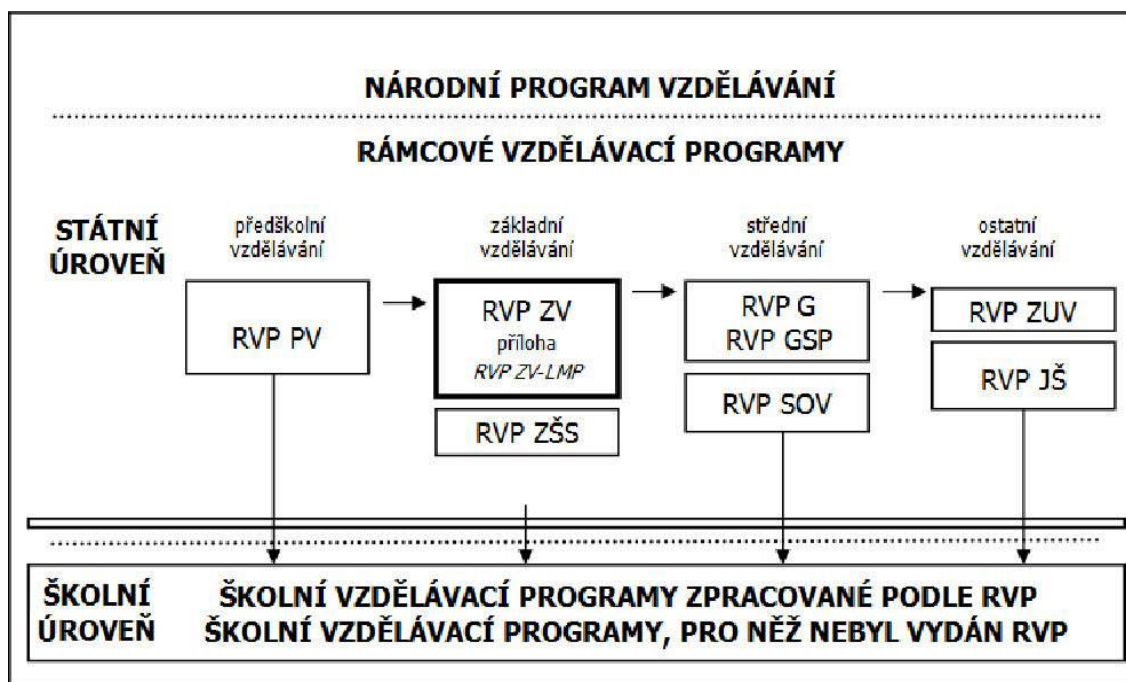 NÁRODNÍ PROGRAM VZDĚLÁVÁNÍ
RÁMCOVÉ VZDĚLÁVACÍ PROGRAMY
STÁTNÍ
ÚROVEŇ
předškolní
vzdělávání
základní
vzdělávání
střední
vzdělávání
ostatní
vzdělávání
RVP PV
RVP ZV
příloha
RVP ZV-LMP
RVP ZŠS
RVP G
RVP GSP
RVP SOV
RVP ZUV
RVP JŠ
ŠKOLNÍ
ÚROVEŇ
ŠKOLNÍ VZDĚLÁVACÍ PROGRAMY ZPRACOVANÉ PODLE RVP
ŠKOLNÍ VZDĚLÁVACÍ PROGRAMY, PRO NĚŽ NEBYL VYDÁN RVP